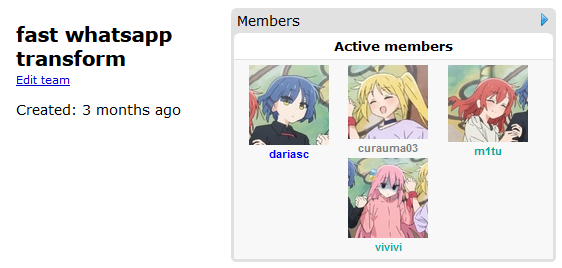 fast whatsapp
transform
Edit team
Created: 3 months ago
Members
Active members
dariasc
curauma03
m1tu
vivivi